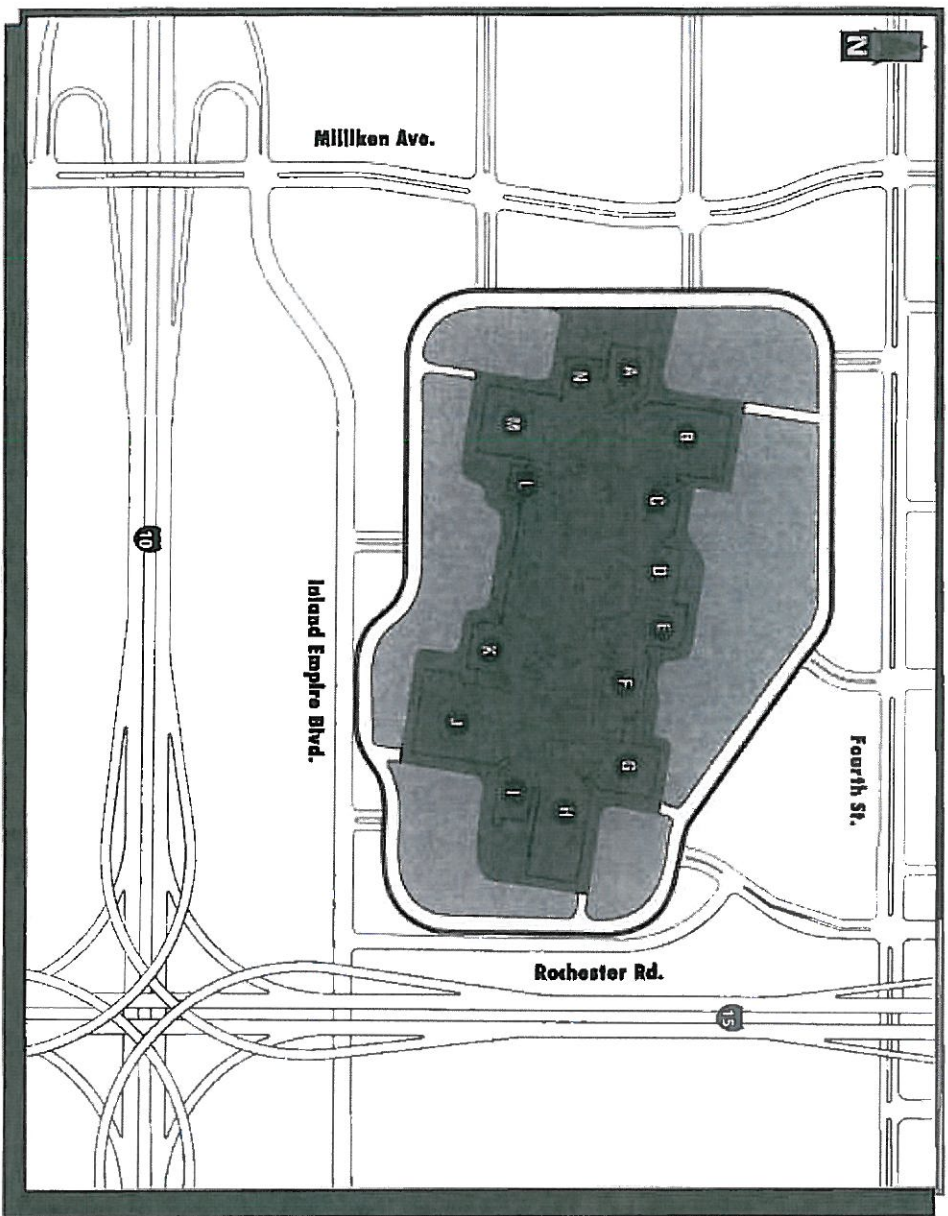 N
Milliken Ave.
Fourth St.
A
N
B
M
C
L
D
10
E
Inland Empire Blvd.
K
F
J
G
I
H
Rochester Rd.
15